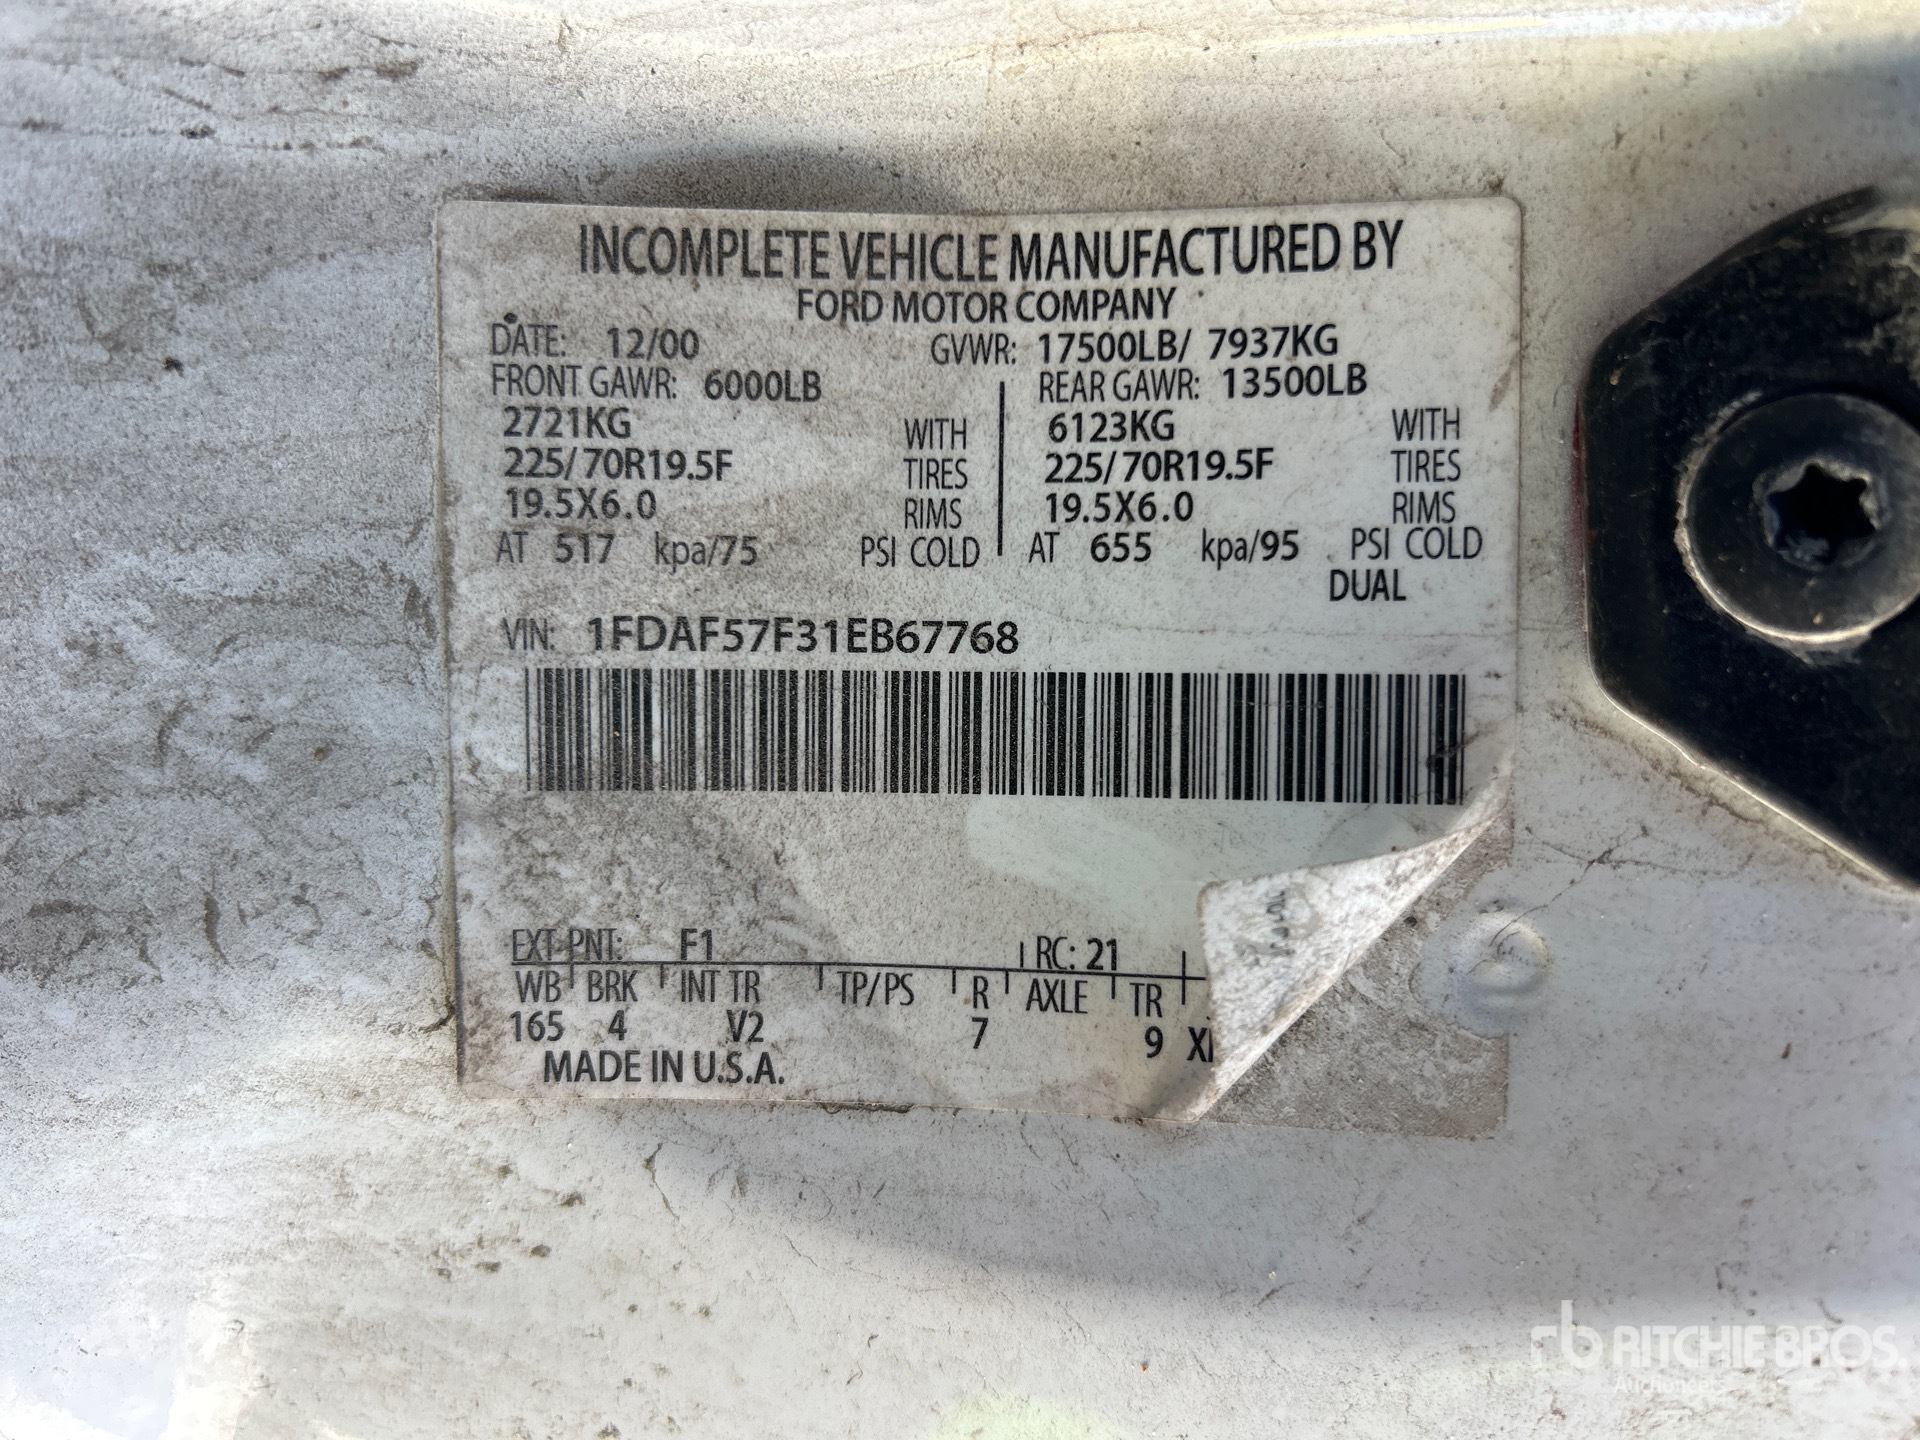 INCOMPLETE VEHICLE MANUFACTURED BY
FORD MOTOR COMPANY
DATE: 12/00 GVWR: 17500LB/ 7937KG
FRONT GAWR: 6000LB REAR GAWR: 13500LB
2721KG WITH 6123KG WITH
225/70R19.5F TIRES 225/70R19.5F TIRES
19.5X6.0 RIMS 19.5X6.0 RIMS
AT 517 kpa/75 PSI COLD AT 655 kpa/95 PSI COLD
DUAL
VIN: 1FDAF57F31EB67768
EXT PNT: F1 RC: 21
WB BRK INT TR TP/PS R AXLE TR
165 4 V2 7 9
MADE IN U.S.A.
rb RITCHIE BROS.
Auctioneers